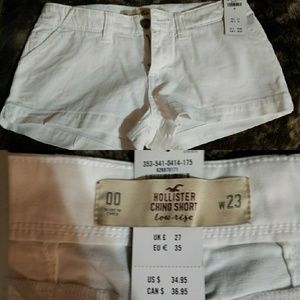 353-541-0414-175
00
HOLLISTER
CHINO SHORT
low-rise
W 23
UK £ 27
EU € 35
US $ 34.95
CAN $ 36.95